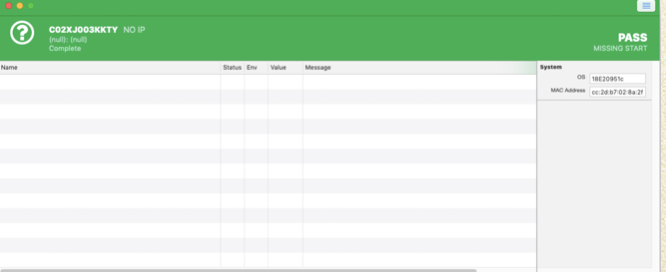 C02XJ003KKTY NO IP
(null): (null)
Complete
PASS
MISSING START
Name Status Env Value Message
System
OS 18E20951c
MAC Address cc:2d:b7:02:8a:2f